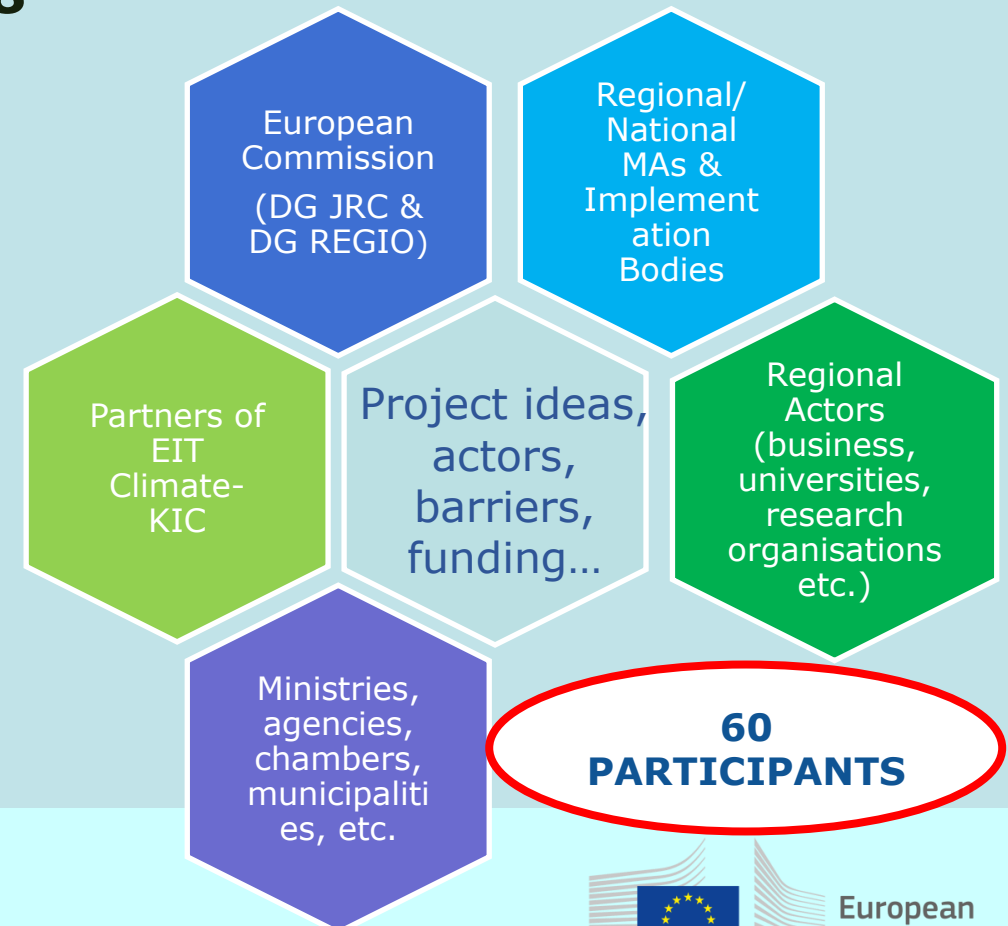 European
Commission
(DG JRC &
DG REGIO)
Regional/
National
MAs &
Implement
ation
Bodies
Partners of
EIT
Climate-
KIC
Project ideas,
actors,
barriers,
funding…
Regional
Actors
(business,
universities,
research
organisations
etc.)
Ministries,
agencies,
chambers,
municipaliti
es, etc.
60
PARTICIPANTS
European